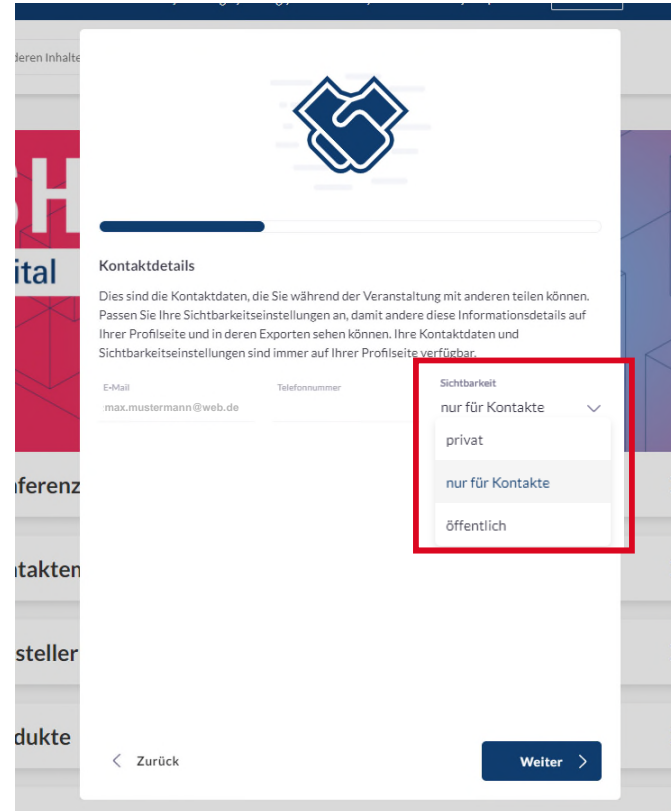 deren Inhalte
SH
ital
Kontaktdetails
Dies sind die Kontaktdaten, die Sie während der Veranstaltung mit anderen teilen können.
Passen Sie Ihre Sichtbarkeitseinstellungen an, damit andere diese Informationsdetails auf
Ihrer Profilseite und in deren Exporten sehen können. Ihre Kontaktdaten und
Sichtbarkeitseinstellungen sind immer auf Ihrer Profilseite verfügbar.
E-Mail Telefonnummer Sichtbarkeit
max.mustermann@web.de nur für Kontakte
privat
nur für Kontakte
öffentlich
nferenz
ntakten
steller
dukte
Zurück Weiter